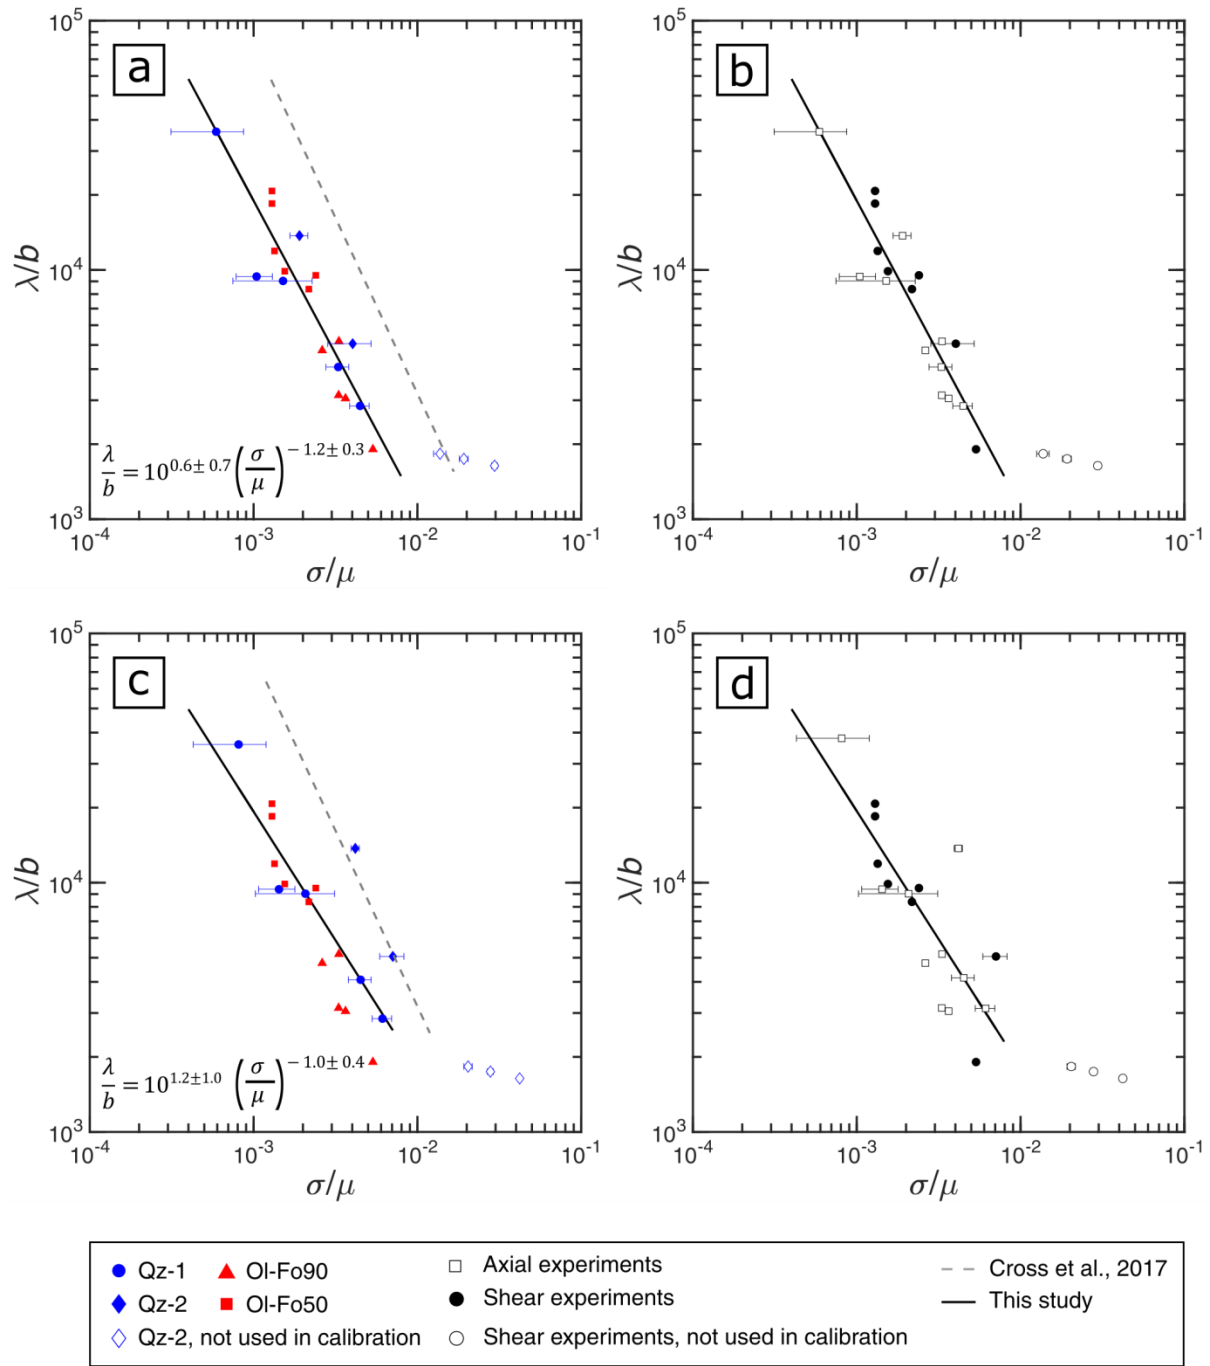 a
b
10^5
10^4
10^3
λ/b
10^-4 10^-3 10^-2 10^-1
σ/μ
λ/b = 10^{0.6±0.7} (σ/μ)^{-1.2±0.3}
10^5
10^4
10^3
λ/b
10^-4 10^-3 10^-2 10^-1
σ/μ
c
d
10^5
10^4
10^3
λ/b
10^-4 10^-3 10^-2 10^-1
σ/μ
λ/b = 10^{1.2±1.0} (σ/μ)^{-1.0±0.4}
10^5
10^4
10^3
λ/b
10^-4 10^-3 10^-2 10^-1
σ/μ
Qz-1 Ol-Fo90 Axial experiments Cross et al., 2017
Qz-2 Ol-Fo50 Shear experiments This study
Qz-2, not used in calibration Shear experiments, not used in calibration